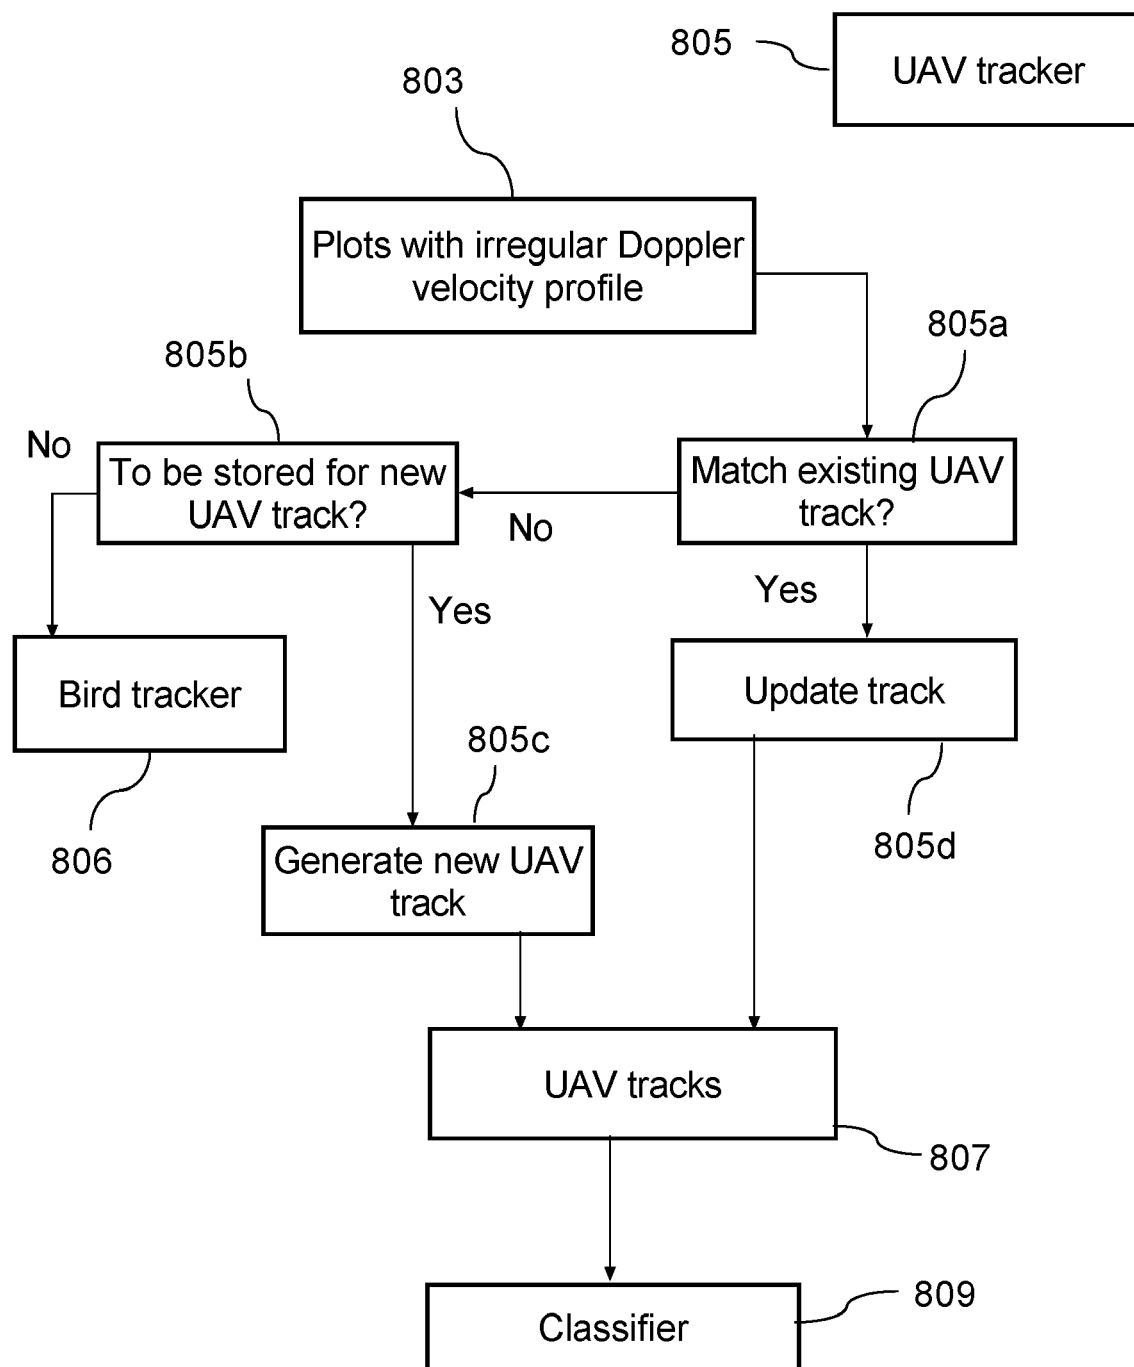 805
UAV tracker
803
Plots with irregular Doppler
velocity profile
805a
805b
No
To be stored for new
UAV track?
No
Match existing UAV
track?
Yes
Yes
Bird tracker
Update track
806
805c
805d
Generate new UAV
track
UAV tracks
807
809
Classifier